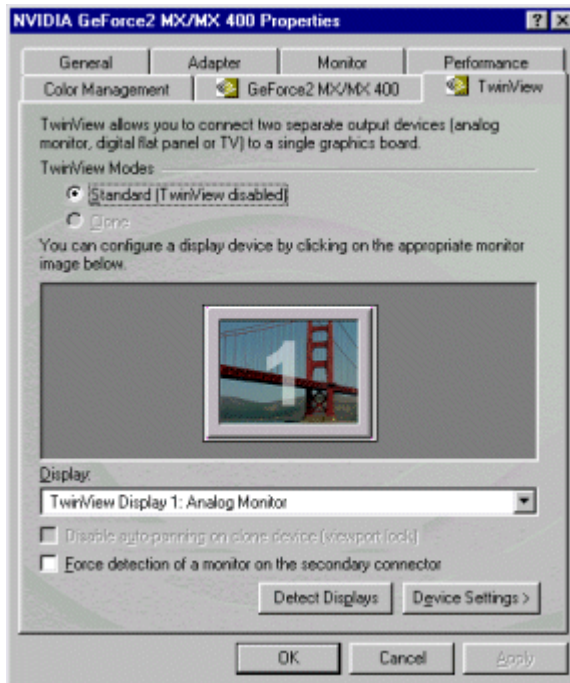 NVIDIA GeForce2 MX/MX 400 Properties
General Adapter Monitor Performance
Color Management GeForce2 MX/MX 400 TwinView
TwinView allows you to connect two separate output devices (analog
monitor, digital flat panel or TV) to a single graphics board.
TwinView Modes
Standard (TwinView disabled)
Clone
You can configure a display device by clicking on the appropriate monitor
image below.
1
Display:
TwinView Display 1: Analog Monitor
Disable auto-panning on clone device (viewport lock)
Force detection of a monitor on the secondary connector
Detect Displays Device Settings >
OK Cancel Apply